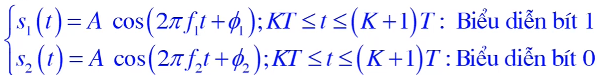 s₁(t) = A cos(2πf₁t + ϕ₁); KT ≤ t ≤ (K + 1)T : Biểu diễn bít 1
s₂(t) = A cos(2πf₂t + ϕ₂); KT ≤ t ≤ (K + 1)T : Biểu diễn bít 0